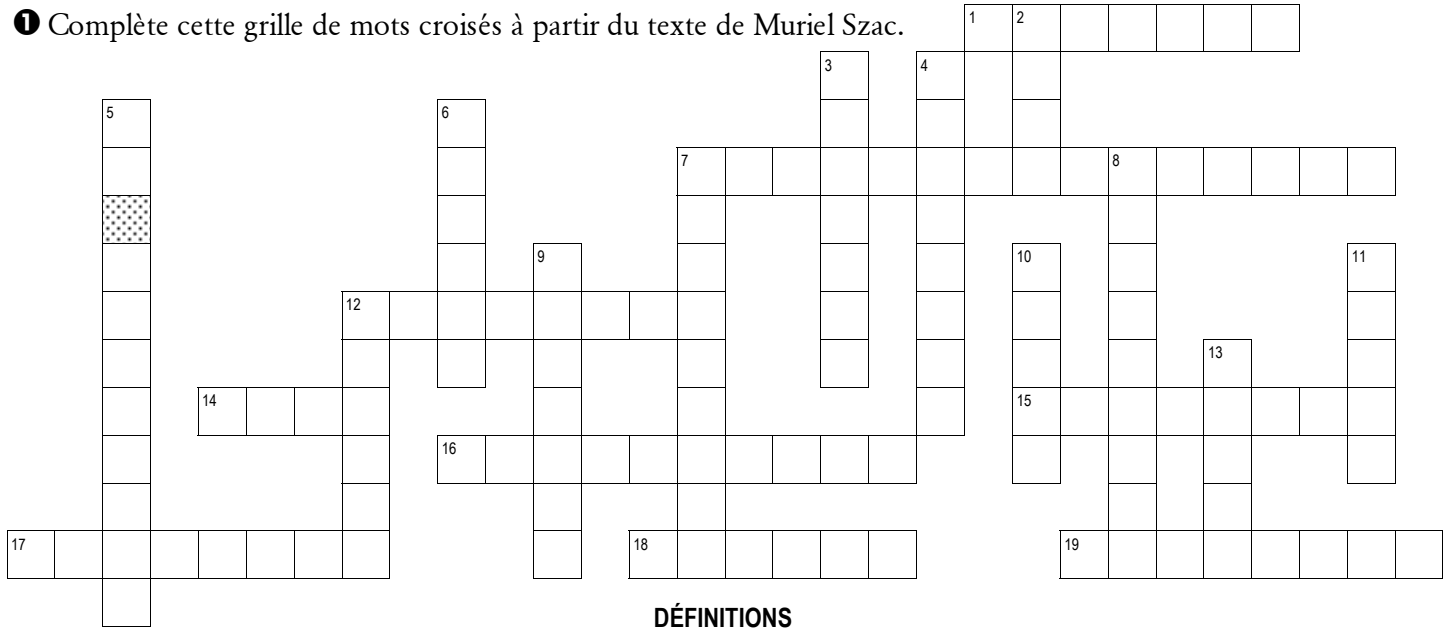 ❶ Complète cette grille de mots croisés à partir du texte de Muriel Szac.
1 2
3 4
5 6
7 8
9 10 11
12
13
14 15
16
17 18 19
DÉFINITIONS